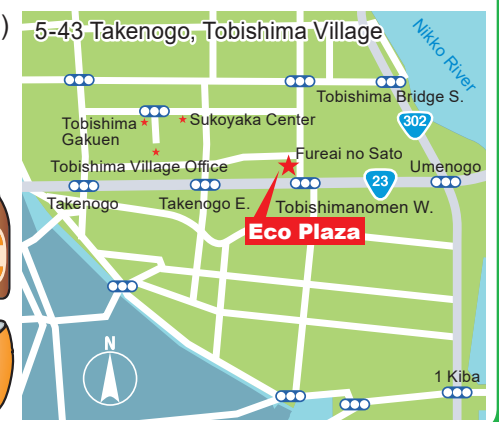 )
5-43 Takenogo, Tobishima Village
Nikko River
Tobishima Bridge S.
302
Tobishima
Gakuen
Sukoyaka Center
Tobishima Village Office
Fureai no Sato
Umenogo
23
Takenogo
Takenogo E.
Tobishimanomen W.
Eco Plaza
N
1 Kiba